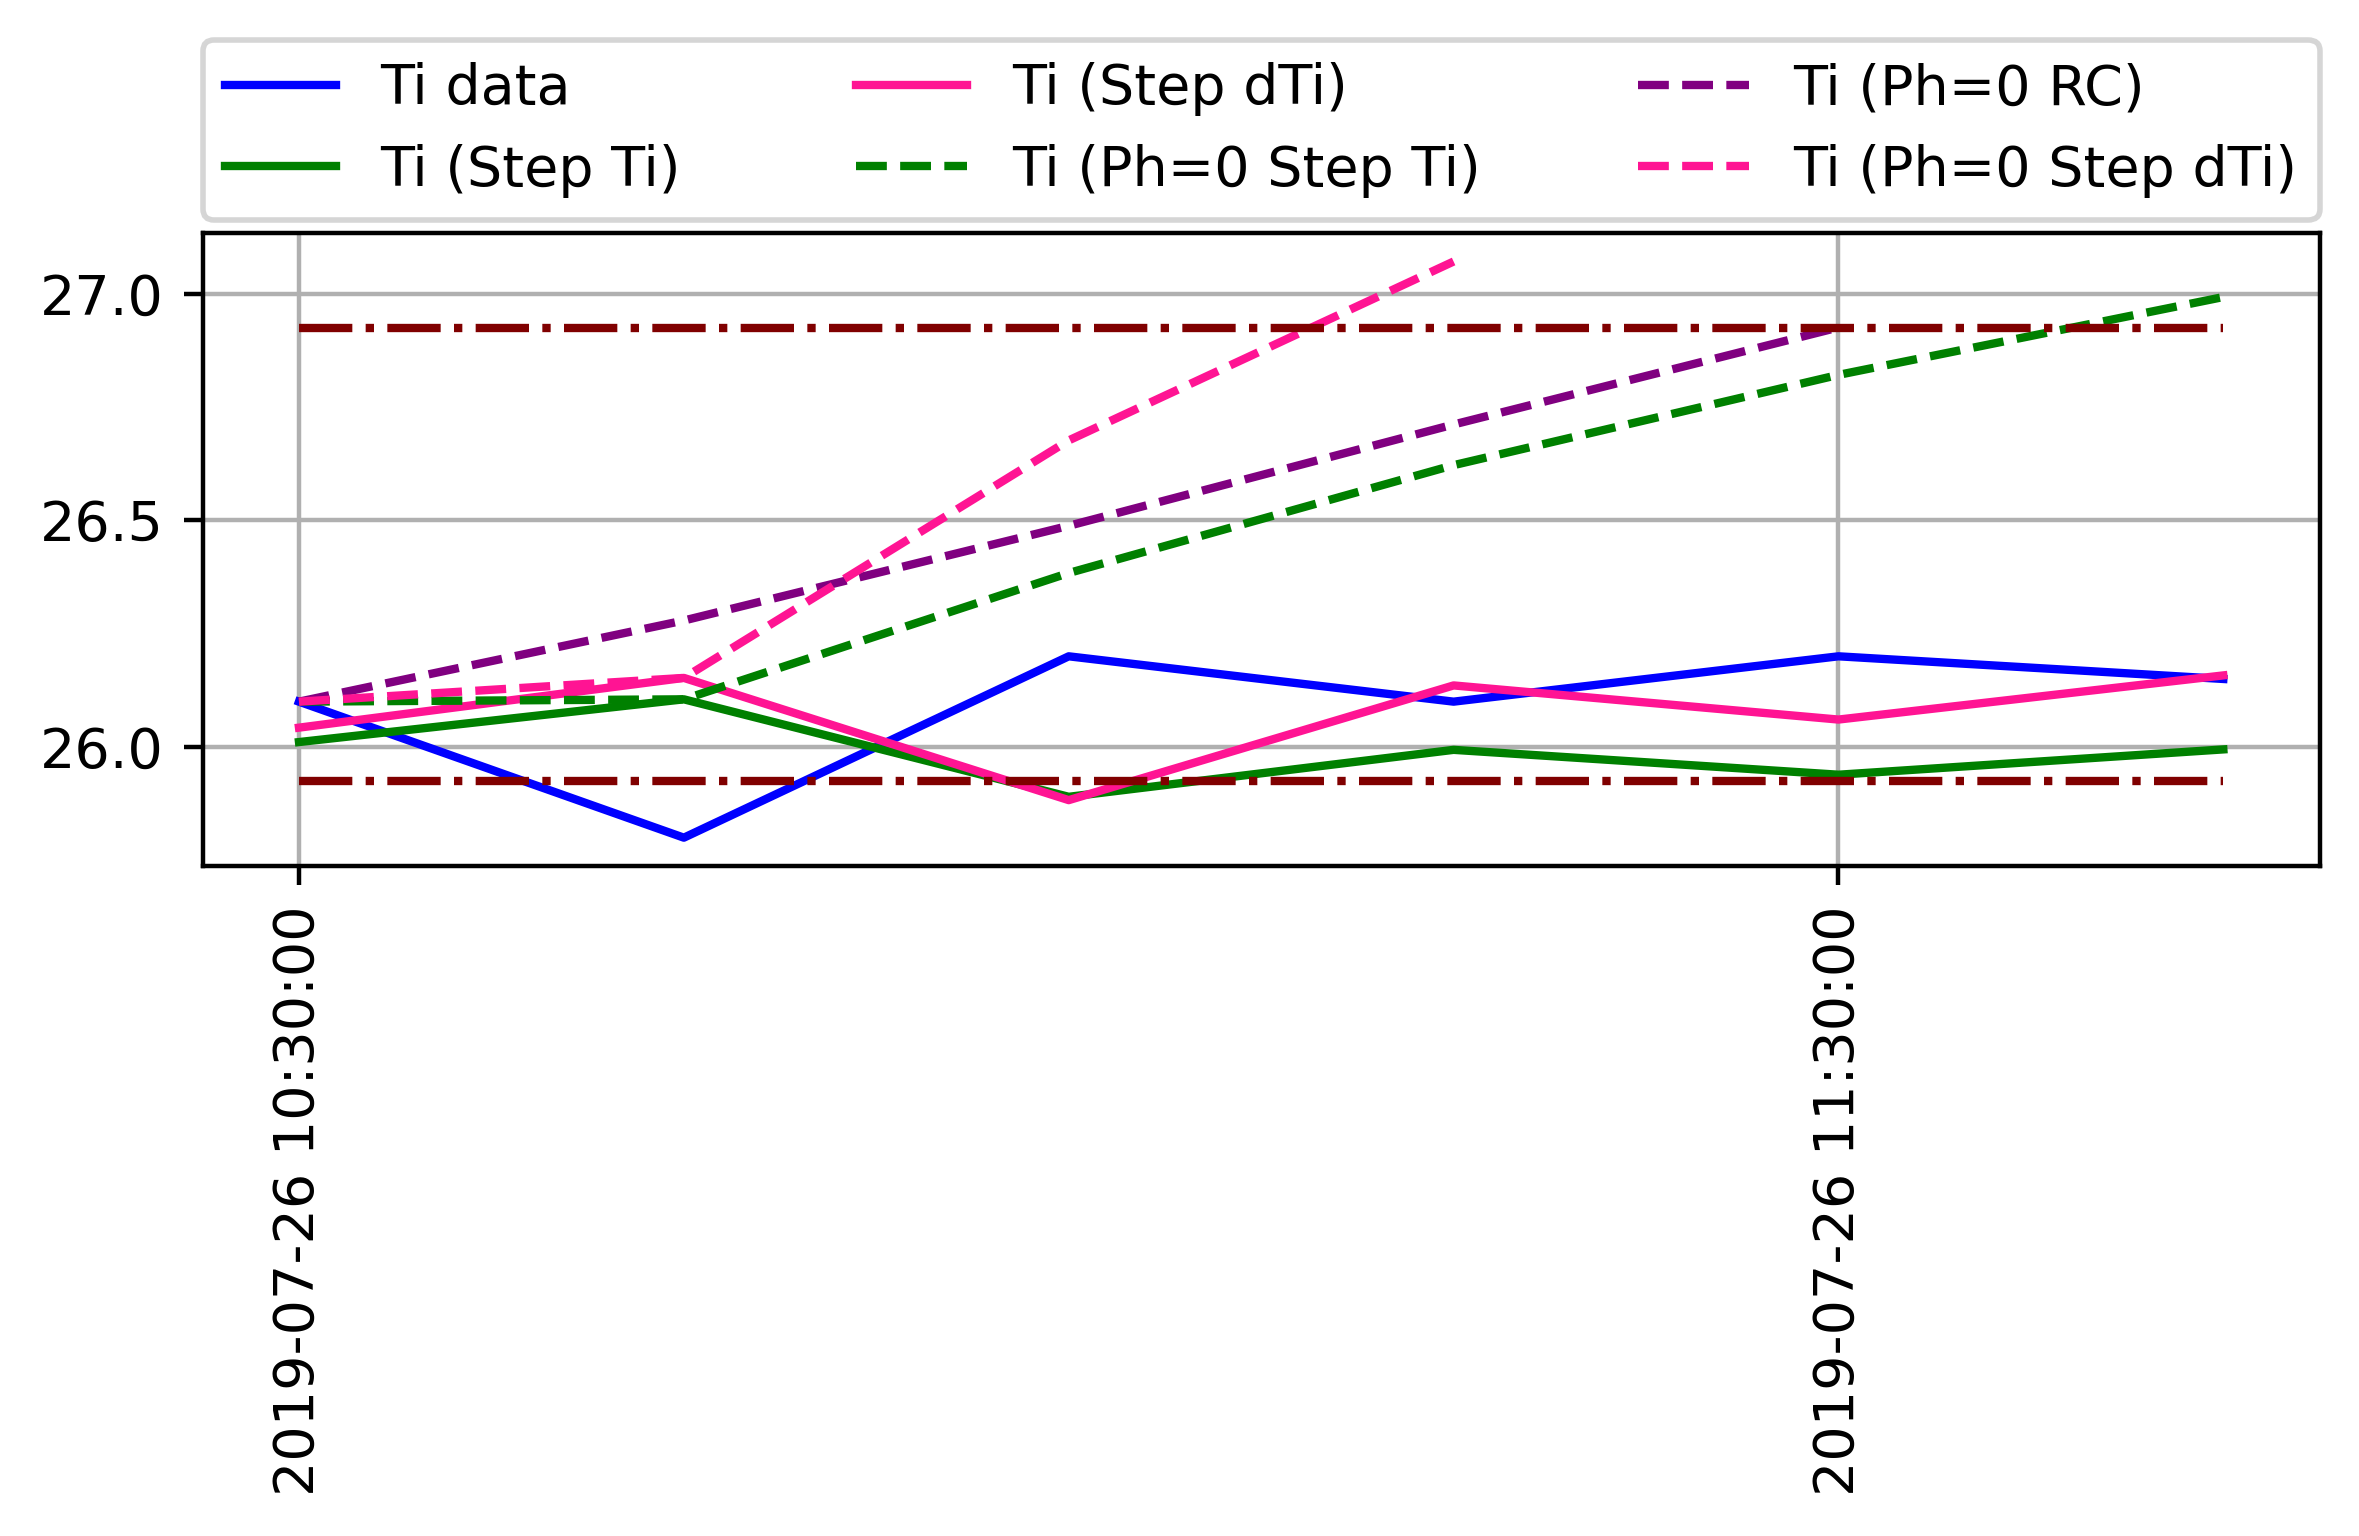 Ti data
Ti (Step Ti)
Ti (Step dTi)
Ti (Ph=0 Step Ti)
Ti (Ph=0 RC)
Ti (Ph=0 Step dTi)
27.0
26.5
26.0
2019-07-26 10:30:00
2019-07-26 11:30:00